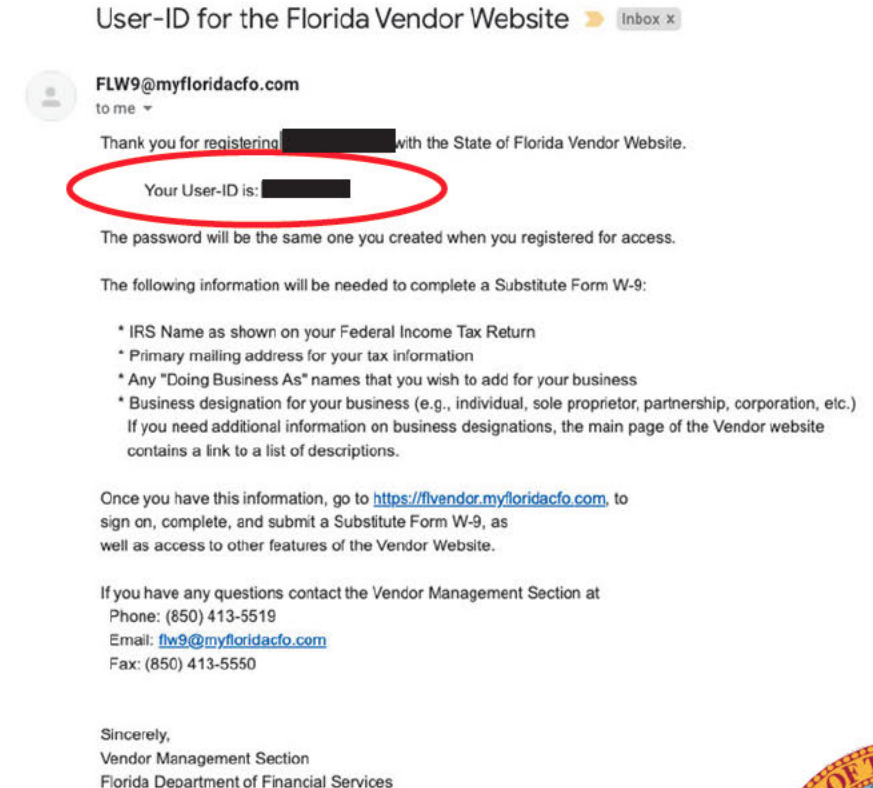 User-ID for the Florida Vendor Website Inbox x
FLW9@myfloridacfo.com
to me
Thank you for registering with the State of Florida Vendor Website.
Your User-ID is:
The password will be the same one you created when you registered for access.
The following information will be needed to complete a Substitute Form W-9:
* IRS Name as shown on your Federal Income Tax Return
* Primary mailing address for your tax information
* Any "Doing Business As" names that you wish to add for your business
* Business designation for your business (e.g., individual, sole proprietor, partnership, corporation, etc.)
If you need additional information on business designations, the main page of the Vendor website
contains a link to a list of descriptions.
Once you have this information, go to https://flvendor.myfloridacfo.com, to
sign on, complete, and submit a Substitute Form W-9, as
well as access to other features of the Vendor Website.
If you have any questions contact the Vendor Management Section at
Phone: (850) 413-5519
Email: flw9@myfloridacfo.com
Fax: (850) 413-5550
Sincerely,
Vendor Management Section
Florida Department of Financial Services
OF